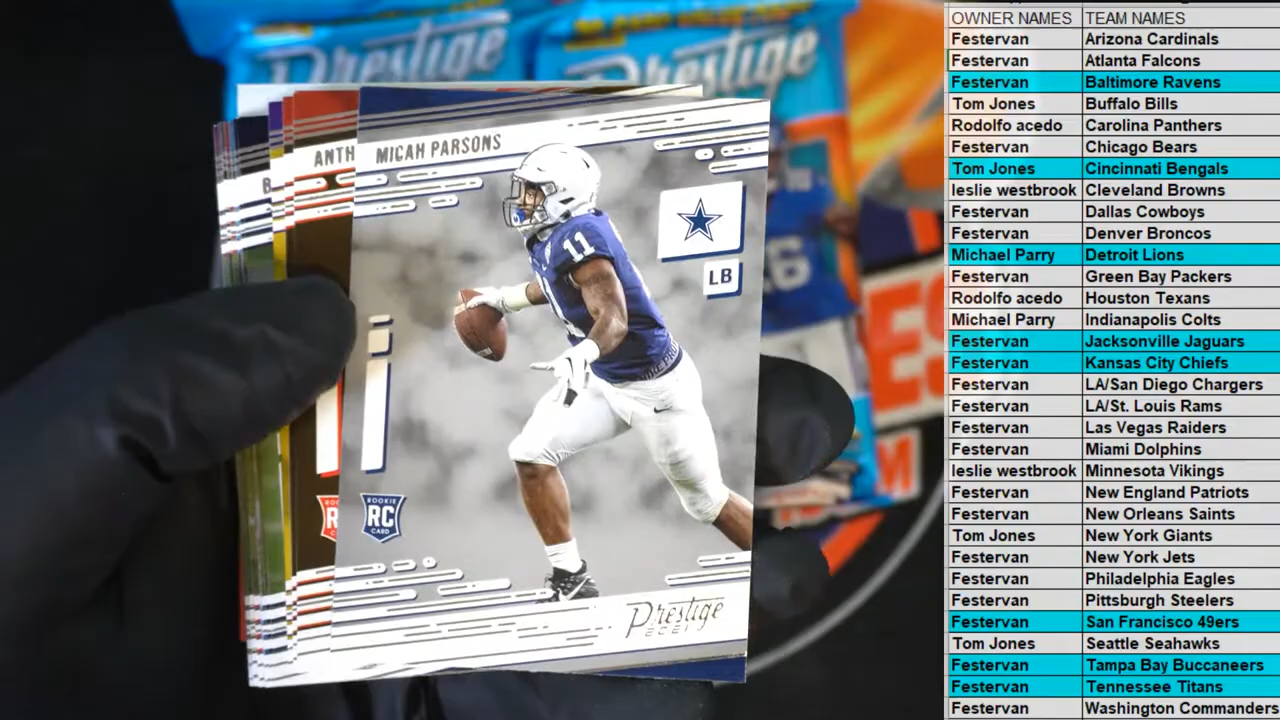 Prestige
Prestige
B
ANTH
MICAH PARSONS
11
LB
ROOKIE
RC
CARD
R
Prestige
ES
M
OWNER NAMES TEAM NAMES
Festervan Arizona Cardinals
Festervan Atlanta Falcons
Festervan Baltimore Ravens
Tom Jones Buffalo Bills
Rodolfo acedo Carolina Panthers
Festervan Chicago Bears
Tom Jones Cincinnati Bengals
leslie westbrook Cleveland Browns
Festervan Dallas Cowboys
Festervan Denver Broncos
Michael Parry Detroit Lions
Festervan Green Bay Packers
Rodolfo acedo Houston Texans
Michael Parry Indianapolis Colts
Festervan Jacksonville Jaguars
Festervan Kansas City Chiefs
Festervan LA/San Diego Chargers
Festervan LA/St. Louis Rams
Festervan Las Vegas Raiders
Festervan Miami Dolphins
leslie westbrook Minnesota Vikings
Festervan New England Patriots
Festervan New Orleans Saints
Tom Jones New York Giants
Festervan New York Jets
Festervan Philadelphia Eagles
Festervan Pittsburgh Steelers
Festervan San Francisco 49ers
Tom Jones Seattle Seahawks
Festervan Tampa Bay Buccaneers
Festervan Tennessee Titans
Festervan Washington Commanders